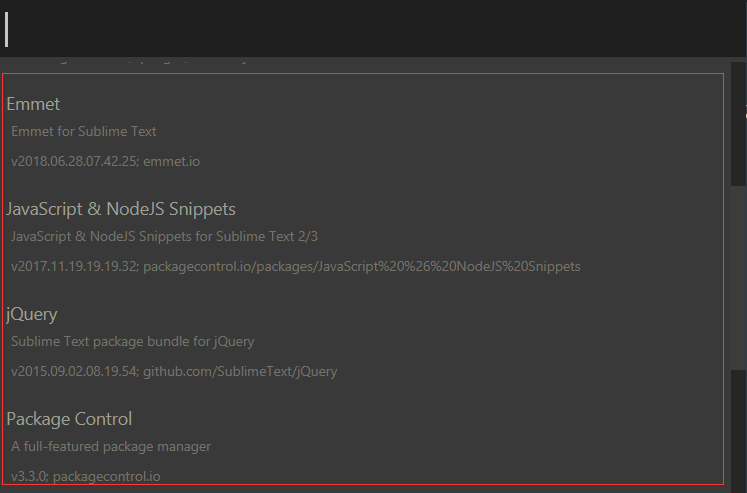 Emmet
Emmet for Sublime Text
v2018.06.28.07.42.25; emmet.io
JavaScript & NodeJS Snippets
JavaScript & NodeJS Snippets for Sublime Text 2/3
v2017.11.19.19.19.32; packagecontrol.io/packages/JavaScript%20%26%20NodeJS%20Snippets
jQuery
Sublime Text package bundle for jQuery
v2015.09.02.08.19.54; github.com/SublimeText/jQuery
Package Control
A full-featured package manager
v3.3.0; packagecontrol.io